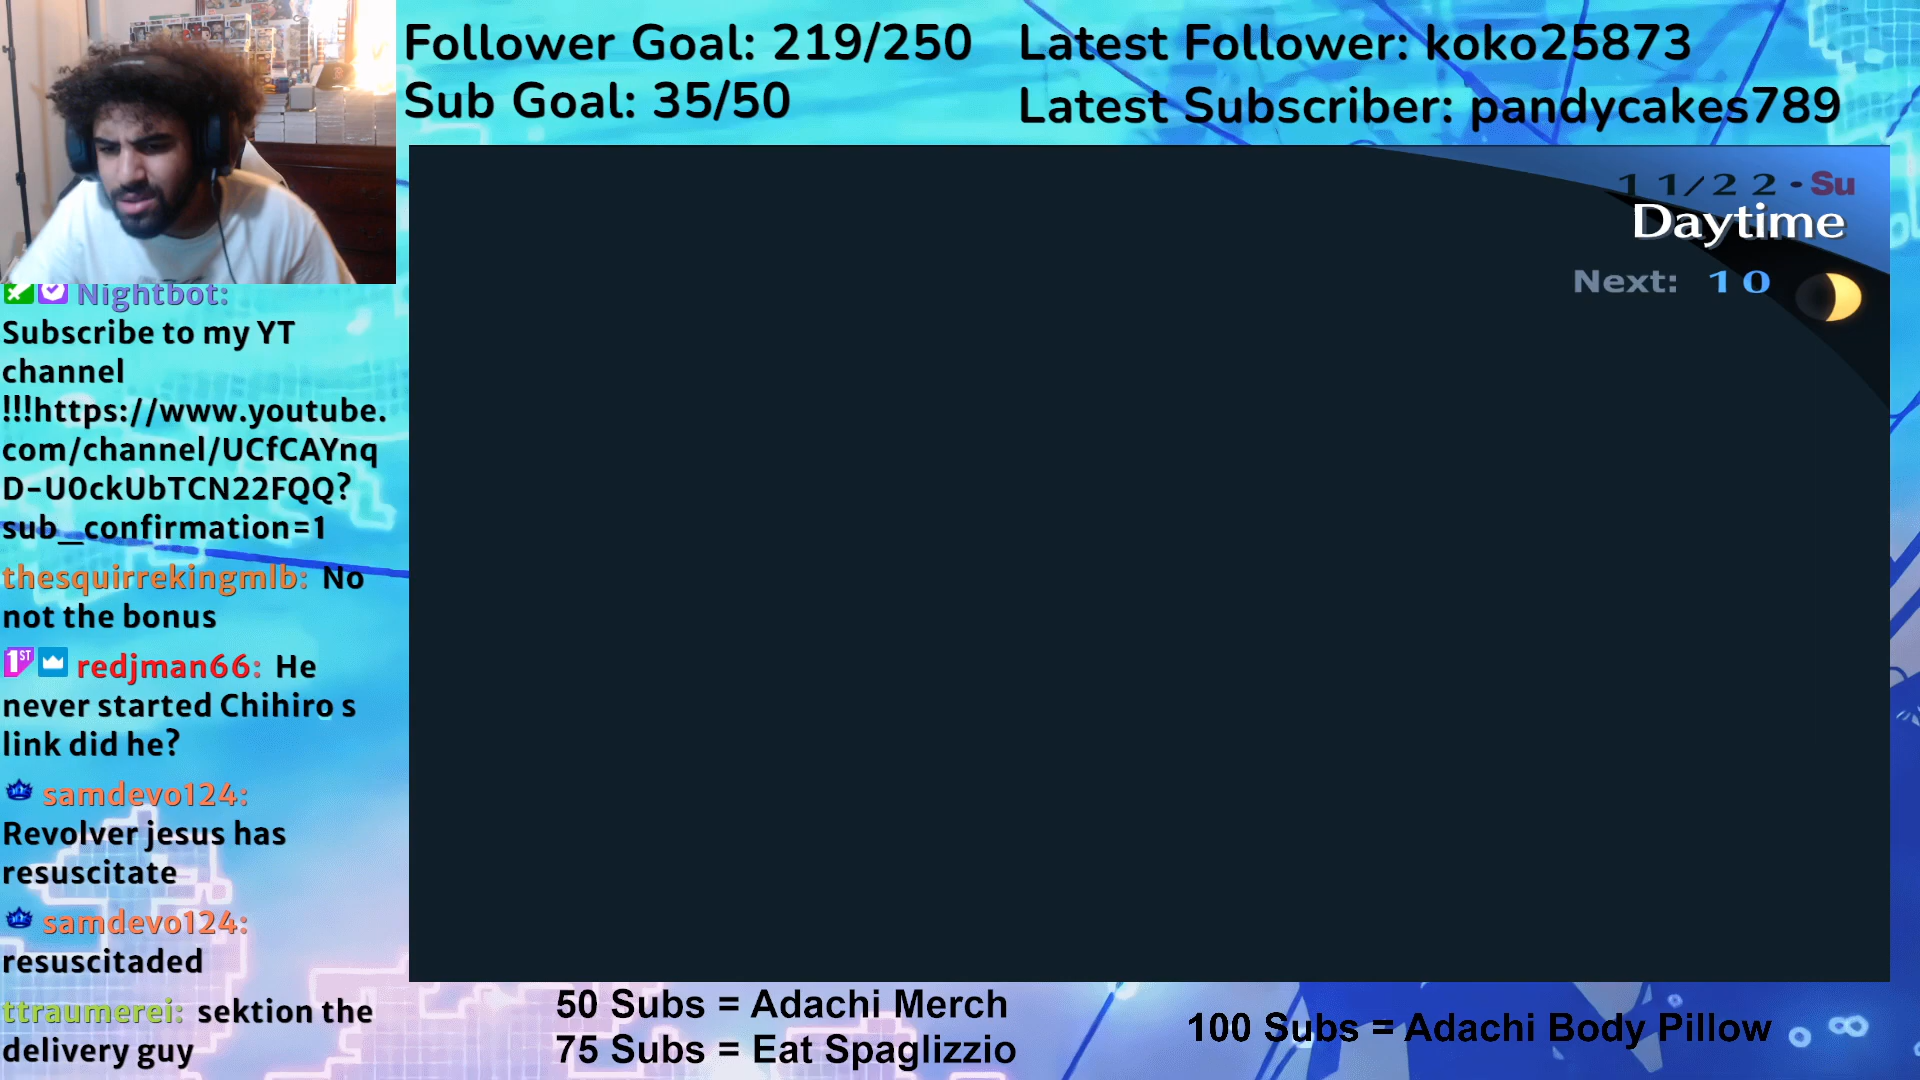 Follower Goal: 219/250
Sub Goal: 35/50
Latest Follower: koko25873
Latest Subscriber: pandycakes789
11/22・Su
Daytime
Next: 10
Nightbot:
Subscribe to my YT
channel
!!!https://www.youtube.
com/channel/UCfCAYnq
D-U0ckUbTCN22FQQ?
sub_confirmation=1
thesquirrekingmlb: No
not the bonus
1ST redjman66: He
never started Chihiro s
link did he?
samdevo124:
Revolver jesus has
resuscitate
samdevo124:
resuscitaded
ttraumerei: sektion the
delivery guy
50 Subs = Adachi Merch
75 Subs = Eat Spaglizzio
100 Subs = Adachi Body Pillow